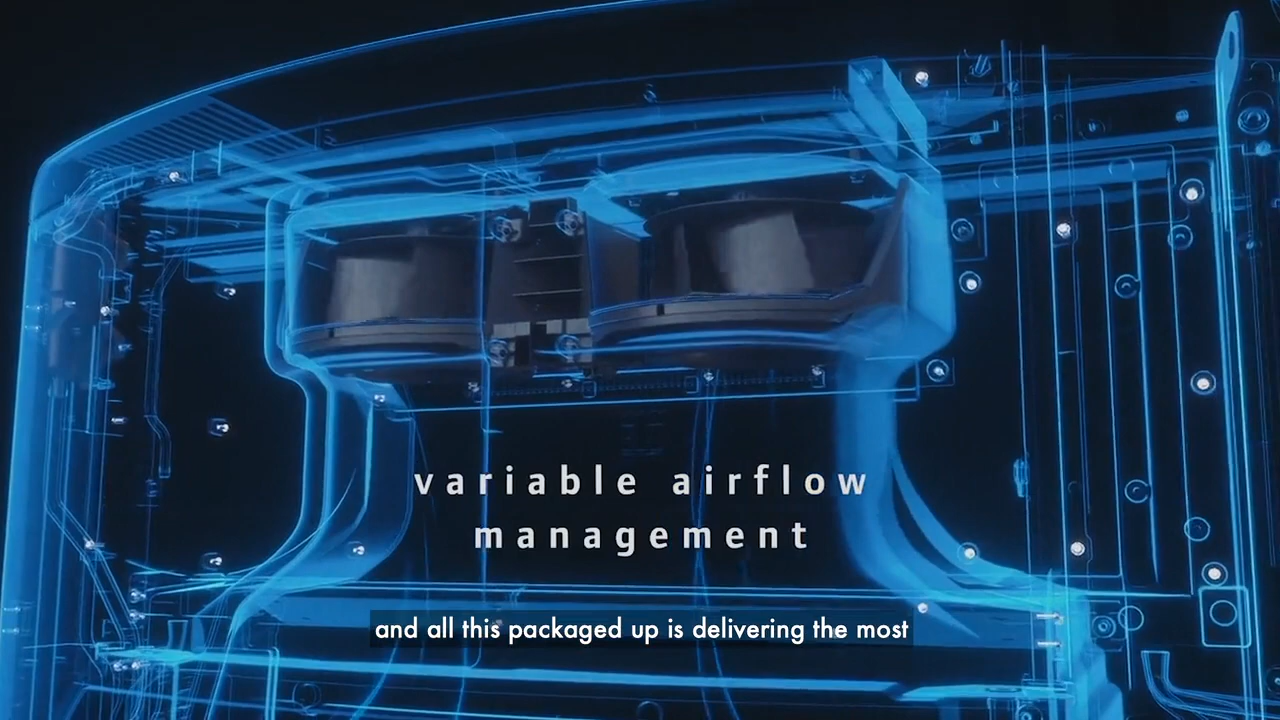 variable airflow
management
and all this packaged up is delivering the most